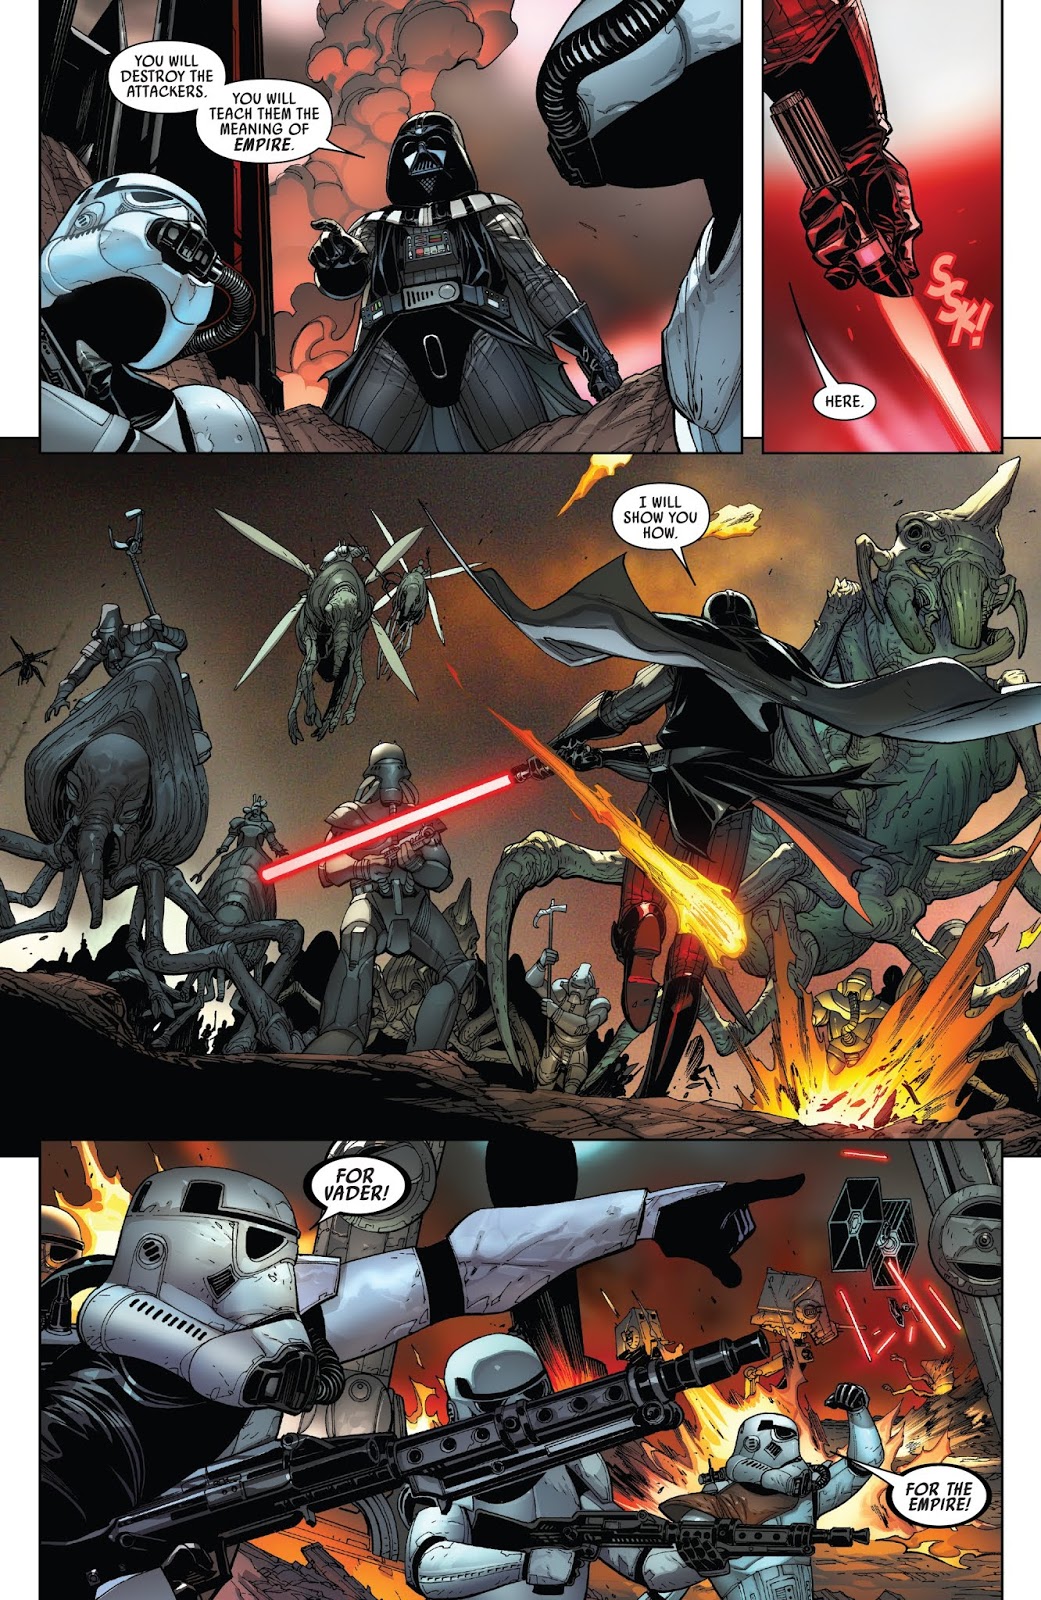 YOU WILL
DESTROY THE
ATTACKERS.
YOU WILL
TEACH THEM THE
MEANING OF
EMPIRE.
SSSK!
HERE.
I WILL
SHOW YOU
HOW.
FOR
VADER!
FOR THE
EMPIRE!